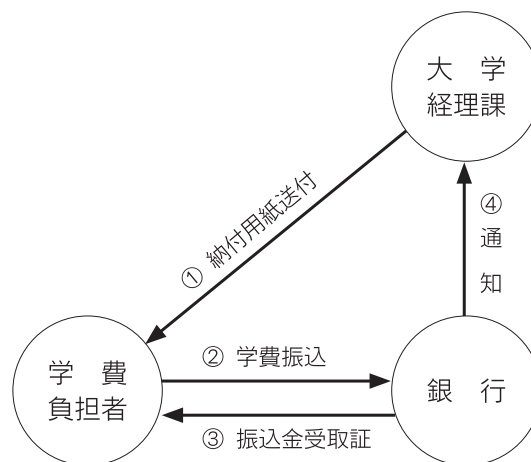 大　学
経理課
① 納付用紙送付
④ 通　知
学　費
負担者
② 学費振込
③ 振込金受取証
銀　行